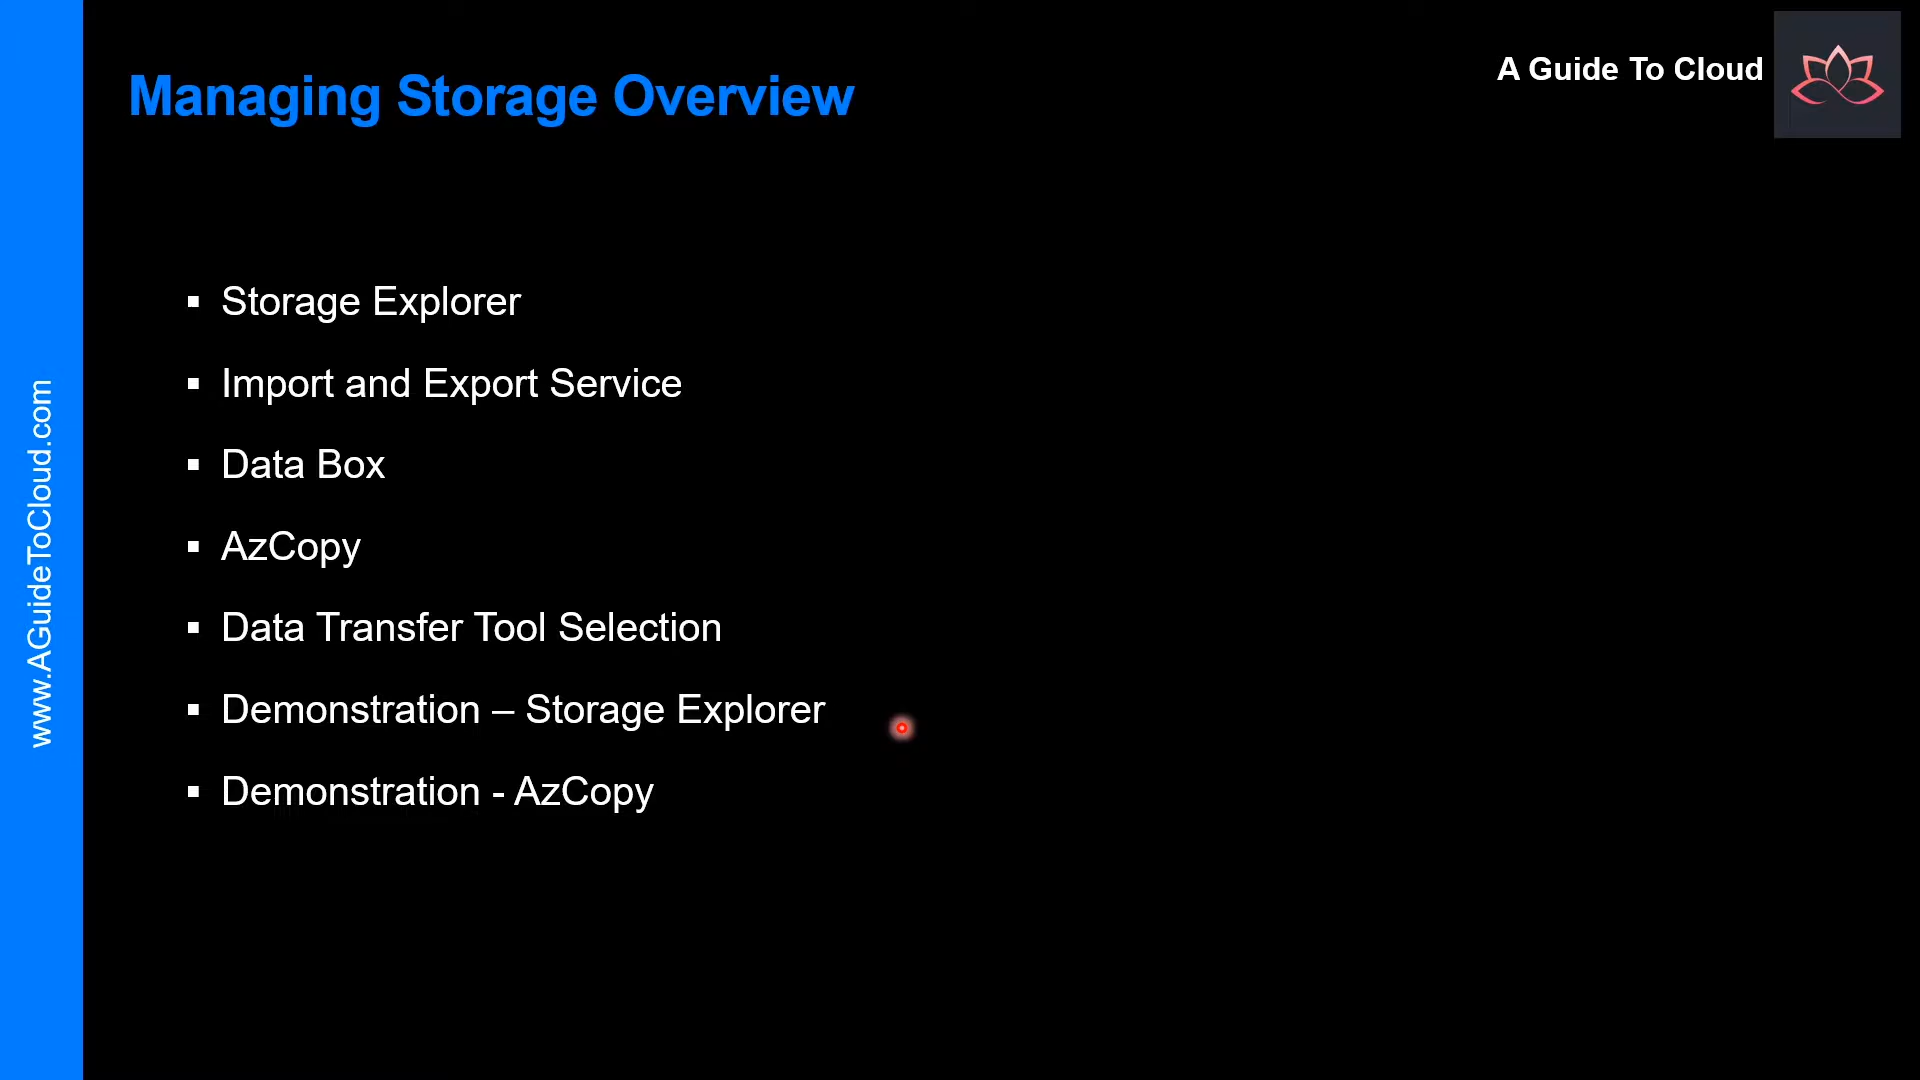 Managing Storage Overview
A Guide To Cloud
▪ Storage Explorer
▪ Import and Export Service
▪ Data Box
▪ AzCopy
▪ Data Transfer Tool Selection
▪ Demonstration – Storage Explorer
▪ Demonstration - AzCopy
www.AGuideToCloud.com